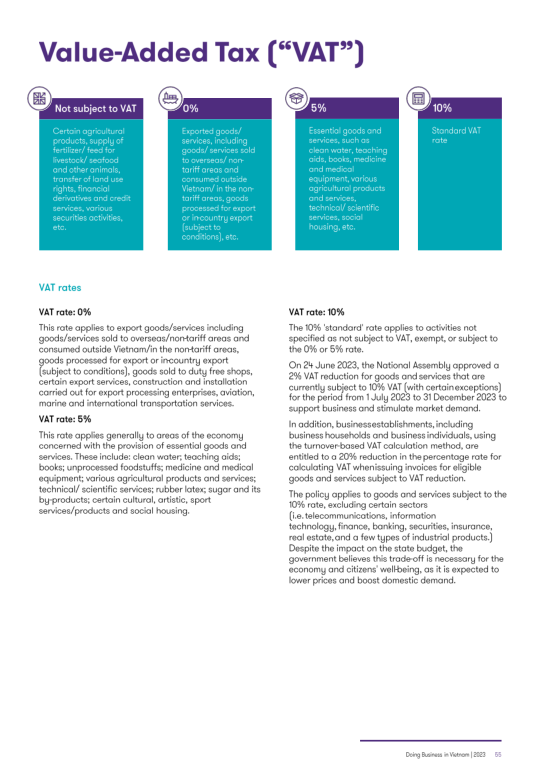 Value-Added Tax (“VAT”)
Not subject to VAT
Certain agricultural
products, supply of
fertilizer/ feed for
livestock/ seafood
and other animals,
transfer of land use
rights, financial
derivatives and credit
services, various
securities activities,
etc.
0%
Exported goods/
services, including
goods/ services sold
to overseas/ non-
tariff areas and
consumed outside
Vietnam/ in the non-
tariff areas, goods
processed for export
or in-country export
(subject to
conditions), etc.
5%
Essential goods and
services, such as
clean water, teaching
aids, books, medicine
and medical
equipment, various
agricultural products
and services,
technical/ scientific
services, social
housing, etc.
10%
Standard VAT
rate
VAT rates
VAT rate: 0%
This rate applies to export goods/services including
goods/services sold to overseas/non-tariff areas and
consumed outside Vietnam/in the non-tariff areas,
goods processed for export or in-country export
(subject to conditions), goods sold to duty free shops,
certain export services, construction and installation
carried out for export processing enterprises, aviation,
marine and international transportation services.
VAT rate: 5%
This rate applies generally to areas of the economy
concerned with the provision of essential goods and
services. These include: clean water; teaching aids;
books; unprocessed foodstuffs; medicine and medical
equipment; various agricultural products and services;
technical/ scientific services; rubber latex; sugar and its
by-products; certain cultural, artistic, sport
services/products and social housing.
VAT rate: 10%
The 10% ‘standard’ rate applies to activities not
specified as not subject to VAT, exempt, or subject to
the 0% or 5% rate.
On 24 June 2023, the National Assembly approved a
2% VAT reduction for goods and services that are
currently subject to 10% VAT (with certain exceptions)
for the period from 1 July 2023 to 31 December 2023 to
support business and stimulate market demand.
In addition, business establishments, including
business households and business individuals, using
the turnover-based VAT calculation method, are
entitled to a 20% reduction in the percentage rate for
calculating VAT when issuing invoices for eligible
goods and services subject to VAT reduction.
The policy applies to goods and services subject to the
10% rate, excluding certain sectors
(i.e. telecommunications, information
technology, finance, banking, securities, insurance,
real estate, and a few types of industrial products.)
Despite the impact on the state budget, the
government believes this trade-off is necessary for the
economy and citizens’ well-being, as it is expected to
lower prices and boost domestic demand.
Doing Business in Vietnam | 2023 55